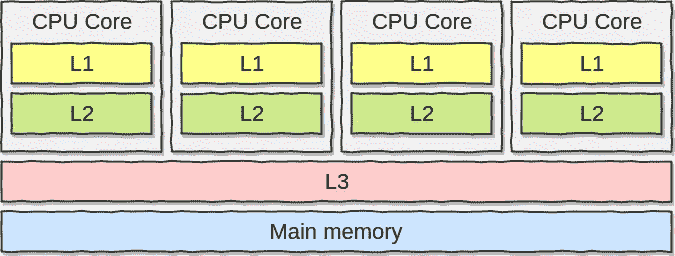 CPU Core CPU Core CPU Core CPU Core
L1 L1 L1 L1
L2 L2 L2 L2
L3
Main memory